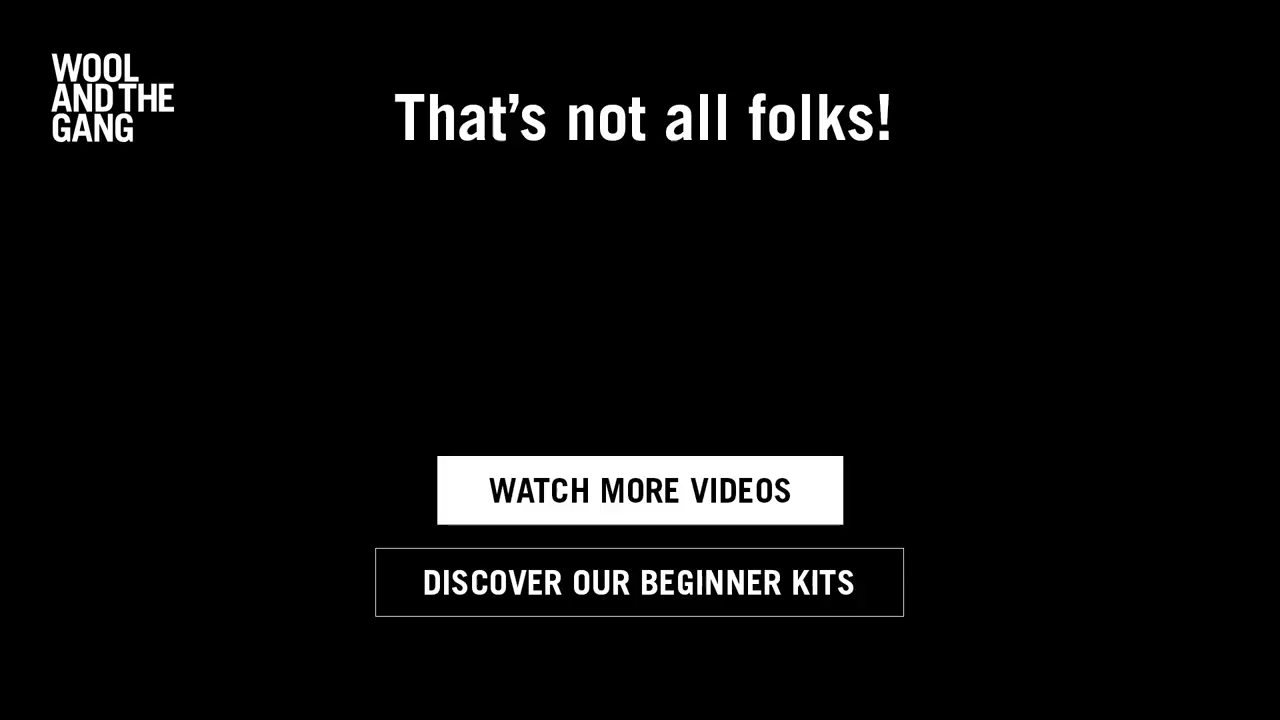 WOOL
AND THE
GANG
That’s not all folks!
WATCH MORE VIDEOS
DISCOVER OUR BEGINNER KITS